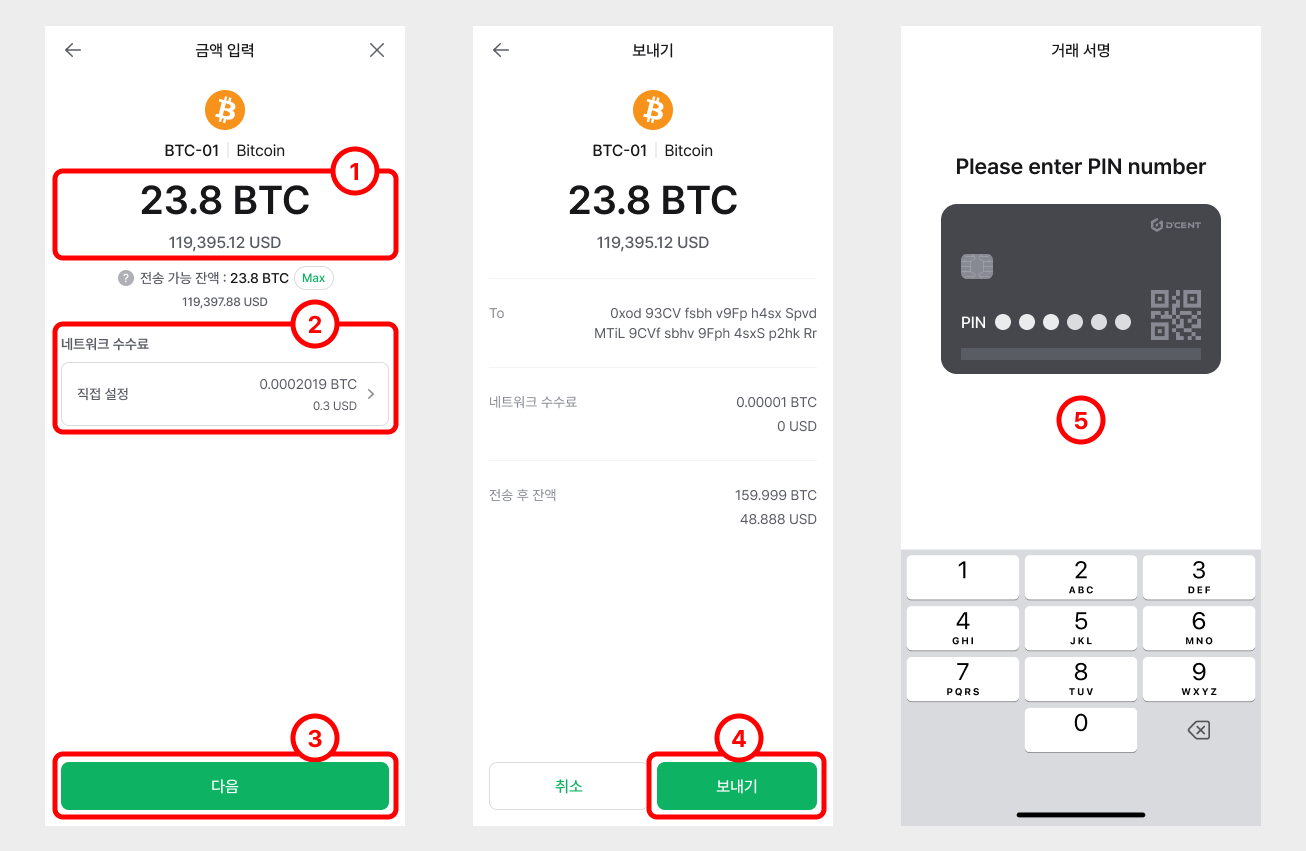 금액 입력
BTC-01 Bitcoin
1
23.8 BTC
119,395.12 USD
? 전송 가능 잔액 : 23.8 BTC Max
119,397.88 USD
2
네트워크 수수료
직접 설정
0.0002019 BTC
0.3 USD
3
다음
보내기
BTC-01 Bitcoin
23.8 BTC
119,395.12 USD
To
0xod 93CV fsbh v9Fp h4sx Spvd
MTiL 9CVf sbhv 9Fph 4sxS p2hk Rr
네트워크 수수료
0.00001 BTC
0 USD
전송 후 잔액
159.999 BTC
48.888 USD
4
취소
보내기
거래 서명
Please enter PIN number
D'CENT
PIN
5
1
2
ABC
3
DEF
4
GHI
5
JKL
6
MNO
7
PQRS
8
TUV
9
WXYZ
0